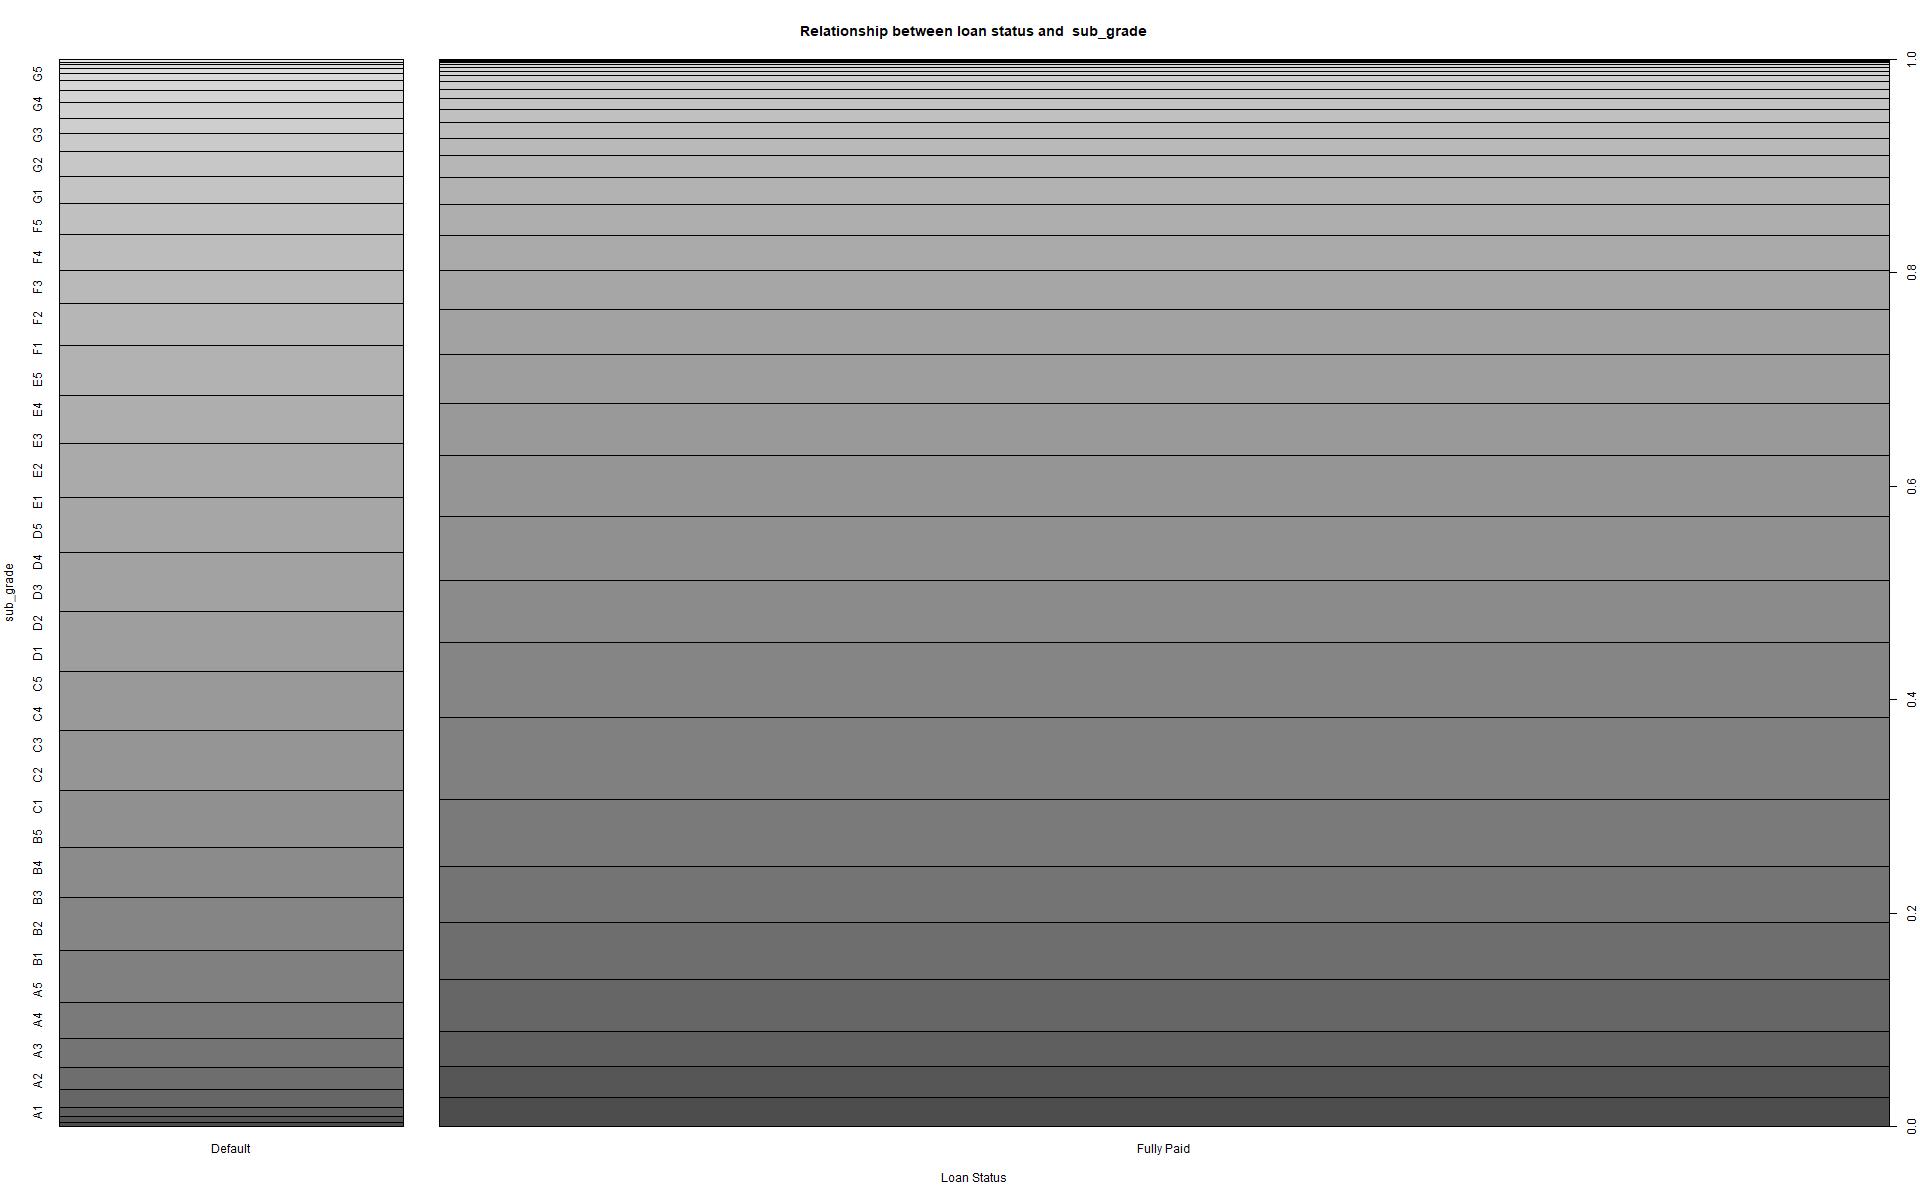 Relationship between loan status and  sub_grade
sub_grade
G5
G4
G3
G2
G1
F5
F4
F3
F2
F1
E5
E4
E3
E2
E1
D5
D4
D3
D2
D1
C5
C4
C3
C2
C1
B5
B4
B3
B2
B1
A5
A4
A3
A2
A1
1.0
0.8
0.6
0.4
0.2
0.0
Default
Fully Paid
Loan Status